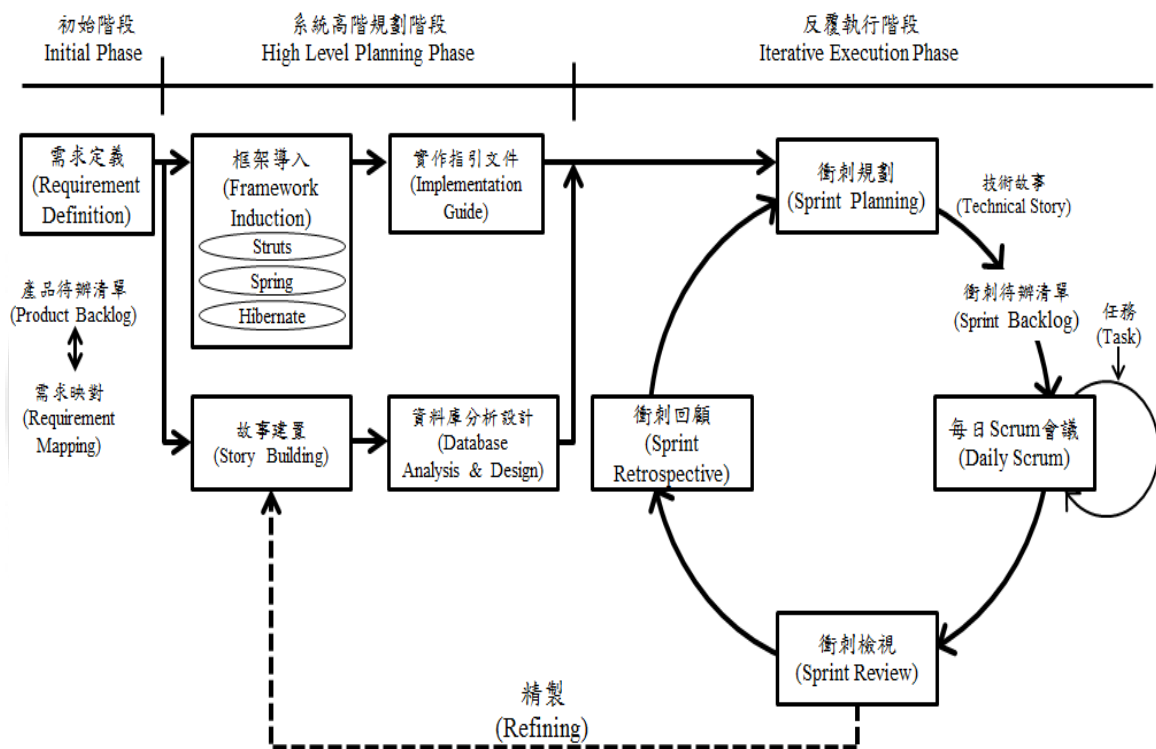 初始階段
Initial Phase
系統高階規劃階段
High Level Planning Phase
反覆執行階段
Iterative Execution Phase
需求定義
(Requirement
Definition)
產品待辦清單
(Product Backlog)
需求映對
(Requirement
Mapping)
框架導入
(Framework
Induction)
Struts
Spring
Hibernate
實作指引文件
(Implementation
Guide)
故事建置
(Story Building)
資料庫分析設計
(Database
Analysis & Design)
衝刺規劃
(Sprint Planning)
技術故事
(Technical Story)
衝刺待辦清單
(Sprint Backlog)
任務
(Task)
每日Scrum會議
(Daily Scrum)
衝刺回顧
(Sprint
Retrospective)
衝刺檢視
(Sprint Review)
精製
(Refining)